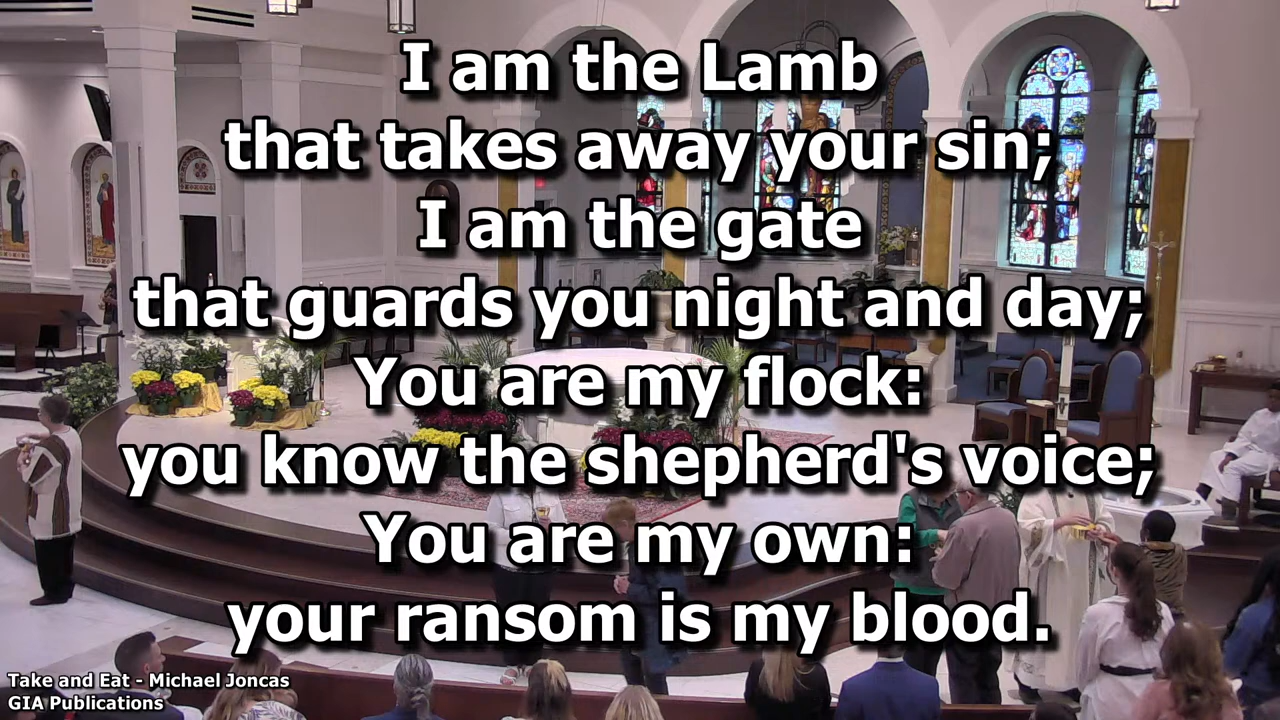 I am the Lamb
that takes away your sin;
I am the gate
that guards you night and day;
You are my flock:
you know the shepherd's voice;
You are my own:
your ransom is my blood.
Take and Eat - Michael Joncas
GIA Publications